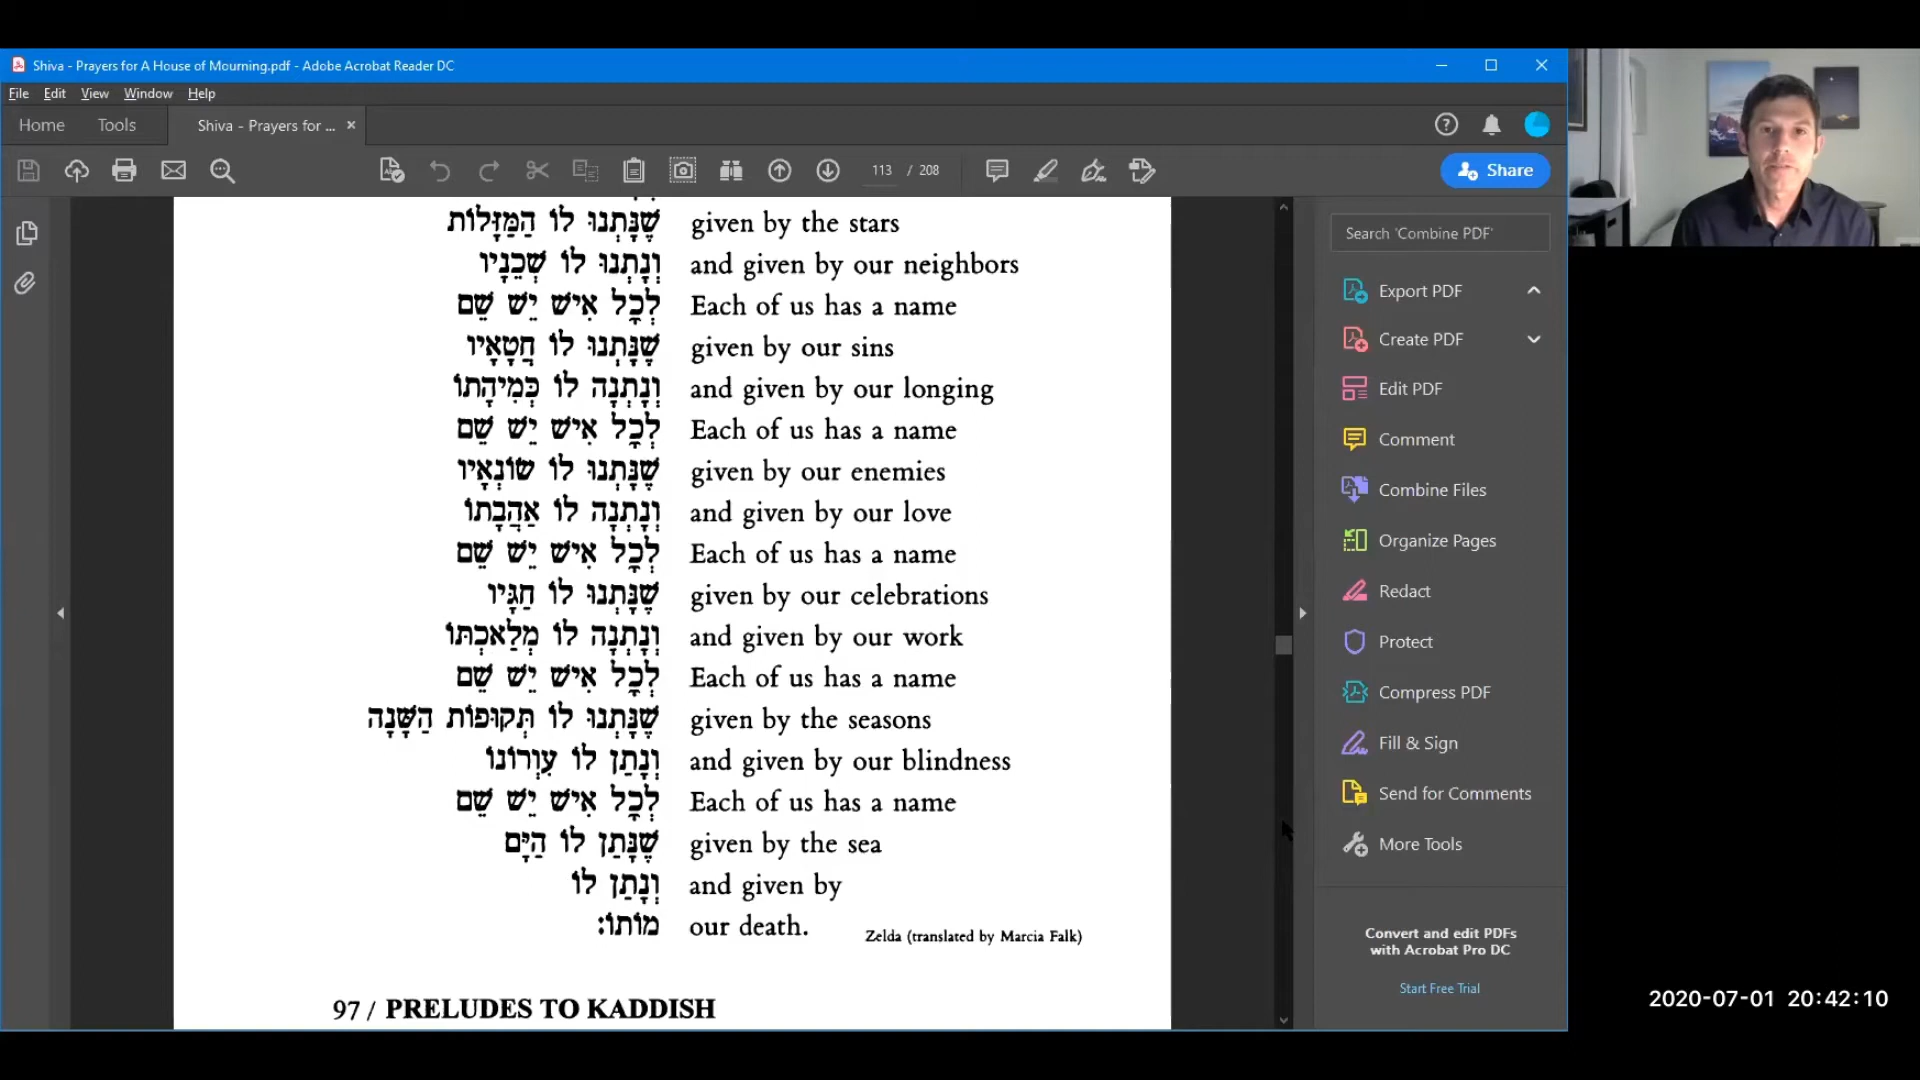 Shiva - Prayers for A House of Mourning.pdf - Adobe Acrobat Reader DC
File Edit View Window Help
Home Tools Shiva - Prayers for ... ×
113 / 208
Share
שֶׁנָּתְנוּ לוֹ הַמַּזָּלוֹת given by the stars
וְנָתְנוּ לוֹ שְׁכֵנָיו and given by our neighbors
לְכָל אִישׁ יֵשׁ שֵׁם Each of us has a name
שֶׁנָּתְנוּ לוֹ חֲטָאָיו given by our sins
וְנָתְנָה לוֹ כְּמִיהָתוֹ and given by our longing
לְכָל אִישׁ יֵשׁ שֵׁם Each of us has a name
שֶׁנָּתְנוּ לוֹ שׂוֹנְאָיו given by our enemies
וְנָתְנָה לוֹ אַהֲבָתוֹ and given by our love
לְכָל אִישׁ יֵשׁ שֵׁם Each of us has a name
שֶׁנָּתְנוּ לוֹ חַגָּיו given by our celebrations
וְנָתְנָה לוֹ מְלַאכְתּוֹ and given by our work
לְכָל אִישׁ יֵשׁ שֵׁם Each of us has a name
שֶׁנָּתְנוּ לוֹ תְּקוּפוֹת הַשָּׁנָה given by the seasons
וְנָתַן לוֹ עִוְרוֹנוֹ and given by our blindness
לְכָל אִישׁ יֵשׁ שֵׁם Each of us has a name
שֶׁנָּתַן לוֹ הַיָּם given by the sea
וְנָתַן לוֹ and given by
מוֹתוֹ: our death.
Zelda (translated by Marcia Falk)
97 / PRELUDES TO KADDISH
Search 'Combine PDF'
Export PDF
Create PDF
Edit PDF
Comment
Combine Files
Organize Pages
Redact
Protect
Compress PDF
Fill & Sign
Send for Comments
More Tools
Convert and edit PDFs
with Acrobat Pro DC
Start Free Trial
2020-07-01 20:42:10